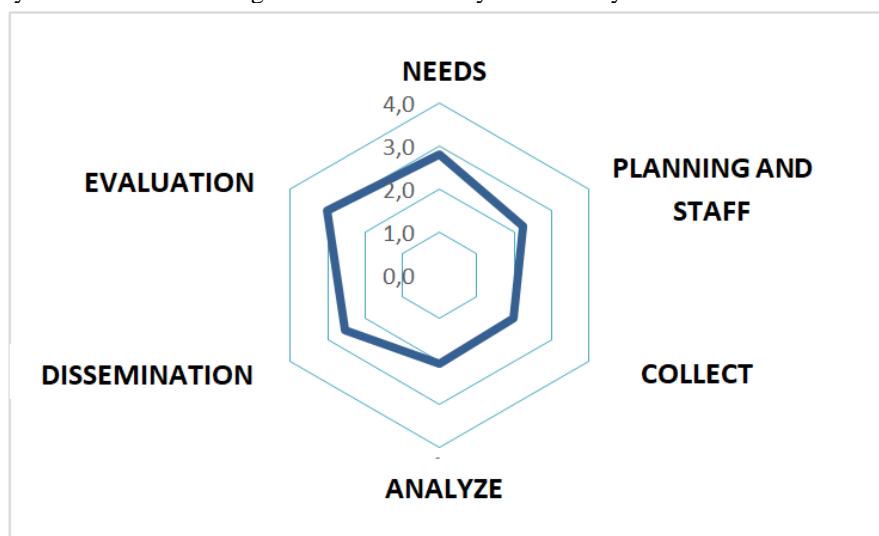 NEEDS
4,0
3,0
2,0
1,0
0,0
PLANNING AND
STAFF
COLLECT
ANALYZE
DISSEMINATION
EVALUATION